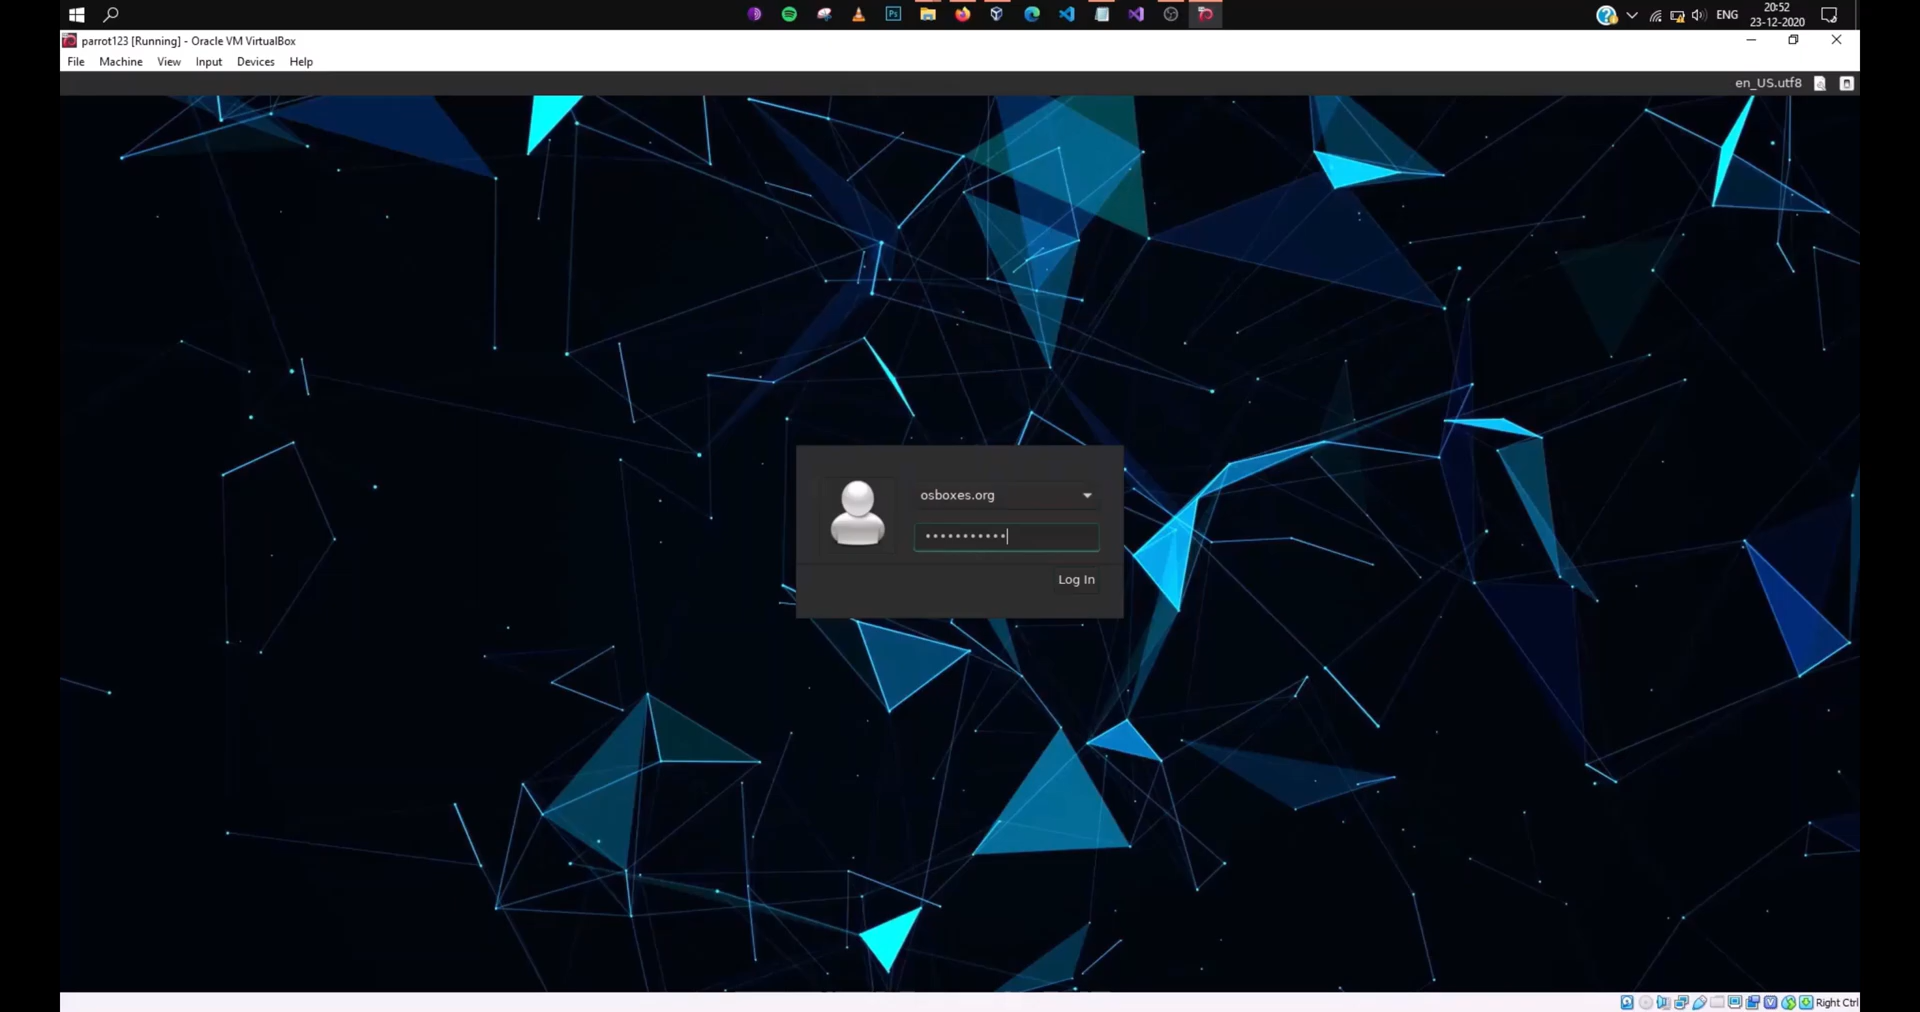 20:52
ENG
23-12-2020
parrot123 [Running] - Oracle VM VirtualBox
File Machine View Input Devices Help
en_US.utf8
osboxes.org
•••••••••••
Log In
Right Ctrl